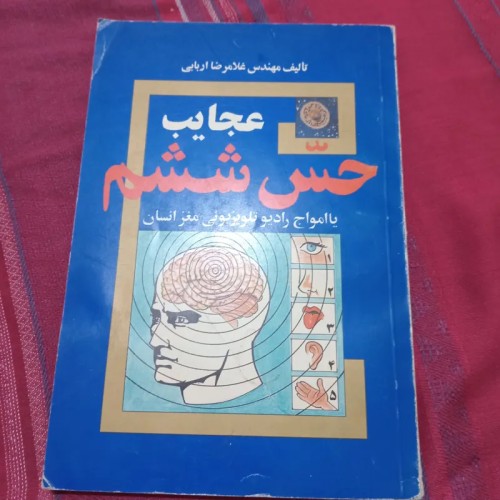 تالیف مهندس غلامرضا اربابی
عجایب
حسّ ششم
یا امواج رادیو تلویزیونی مغز انسان
۱
۲
۳
۴
۵